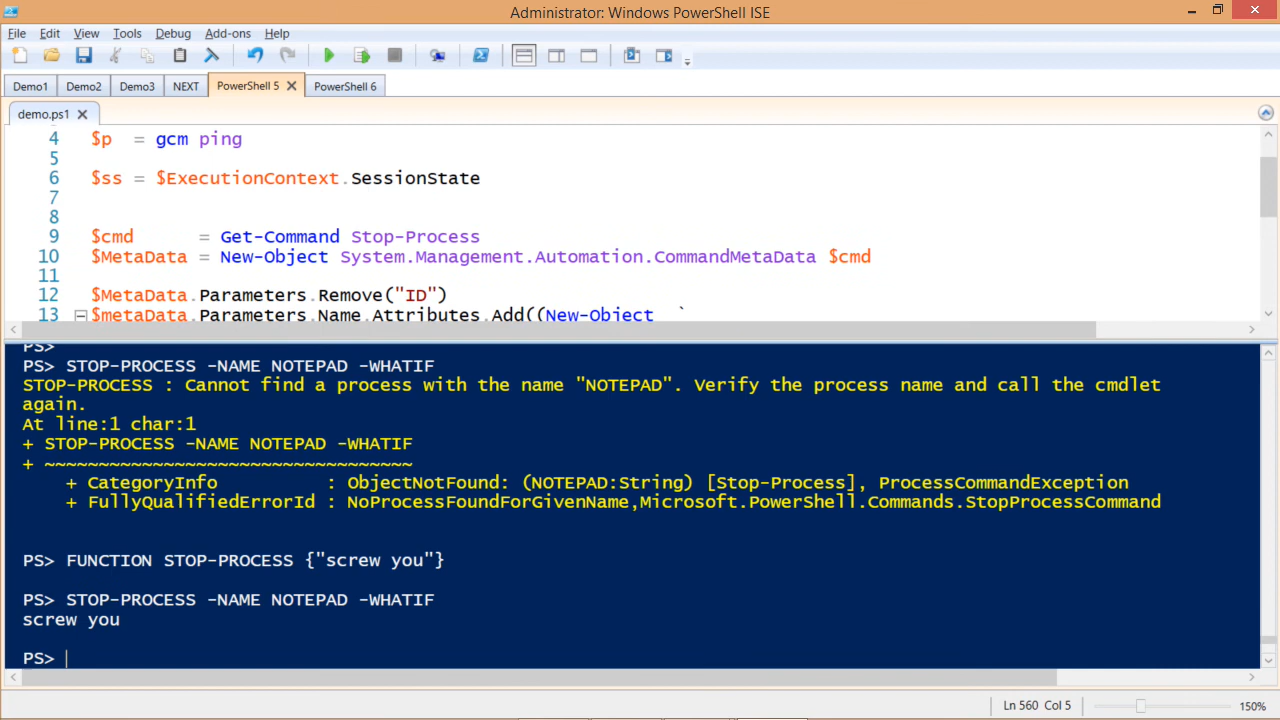 Administrator: Windows PowerShell ISE
File Edit View Tools Debug Add-ons Help
Demo1 Demo2 Demo3 NEXT PowerShell 5 PowerShell 6
demo.ps1
4 $p  = gcm ping
5
6 $ss = $ExecutionContext.SessionState
7
8
9 $cmd      = Get-Command Stop-Process
10 $MetaData = New-Object System.Management.Automation.CommandMetaData $cmd
11
12 $MetaData.Parameters.Remove("ID")
13 $metaData.Parameters.Name.Attributes.Add((New-Object  `
PS>
PS> STOP-PROCESS -NAME NOTEPAD -WHATIF
STOP-PROCESS : Cannot find a process with the name "NOTEPAD". Verify the process name and call the cmdlet
again.
At line:1 char:1
+ STOP-PROCESS -NAME NOTEPAD -WHATIF
+ ~~~~~~~~~~~~~~~~~~~~~~~~~~~~~~~~~~
    + CategoryInfo          : ObjectNotFound: (NOTEPAD:String) [Stop-Process], ProcessCommandException
    + FullyQualifiedErrorId : NoProcessFoundForGivenName,Microsoft.PowerShell.Commands.StopProcessCommand
PS> FUNCTION STOP-PROCESS {"screw you"}
PS> STOP-PROCESS -NAME NOTEPAD -WHATIF
screw you
PS>
Ln 560 Col 5 150%